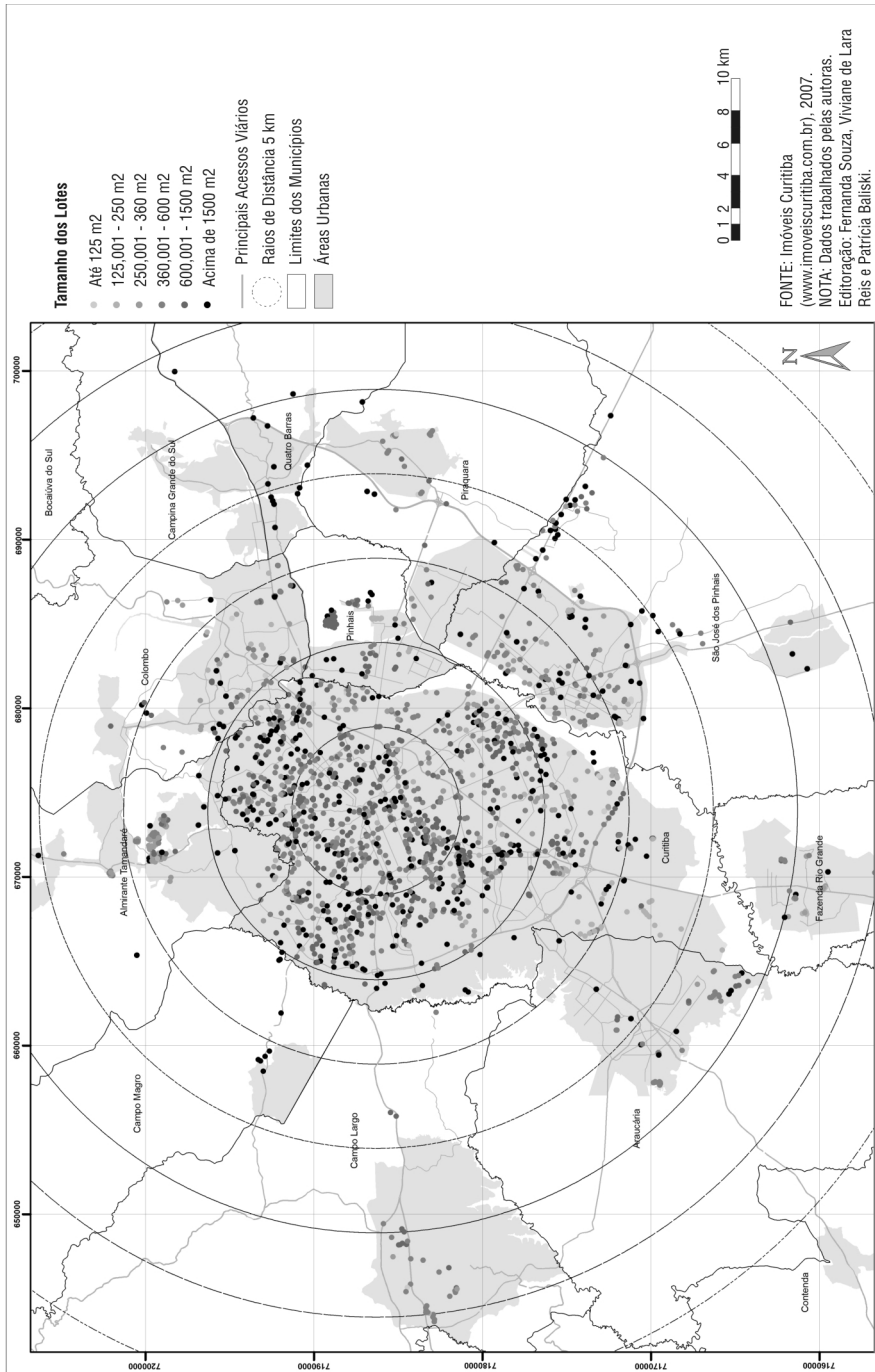 Tamanho dos Lotes
Até 125 m2
125,001 - 250 m2
250,001 - 360 m2
360,001 - 600 m2
600,001 - 1500 m2
Acima de 1500 m2
Principais Acessos Viários
Raios de Distância 5 km
Limites dos Municípios
Áreas Urbanas
0 1 2 4 6 8 10 km
FONTE: Imóveis Curitiba
(www.imoveiscuritiba.com.br), 2007.
NOTA: Dados trabalhados pelas autoras.
Editoração: Fernanda Souza, Viviane de Lara
Reis e Patrícia Baliski.
N
650000
660000
670000
680000
690000
700000
7200000
7190000
7180000
7170000
7160000
Bocaiúva do Sul
Campina Grande do Sul
Quatro Barras
Colombo
Piraquara
Pinhais
Almirante Tamandaré
Campo Magro
Campo Largo
São José dos Pinhais
Curitiba
Fazenda Rio Grande
Araucária
Contenda